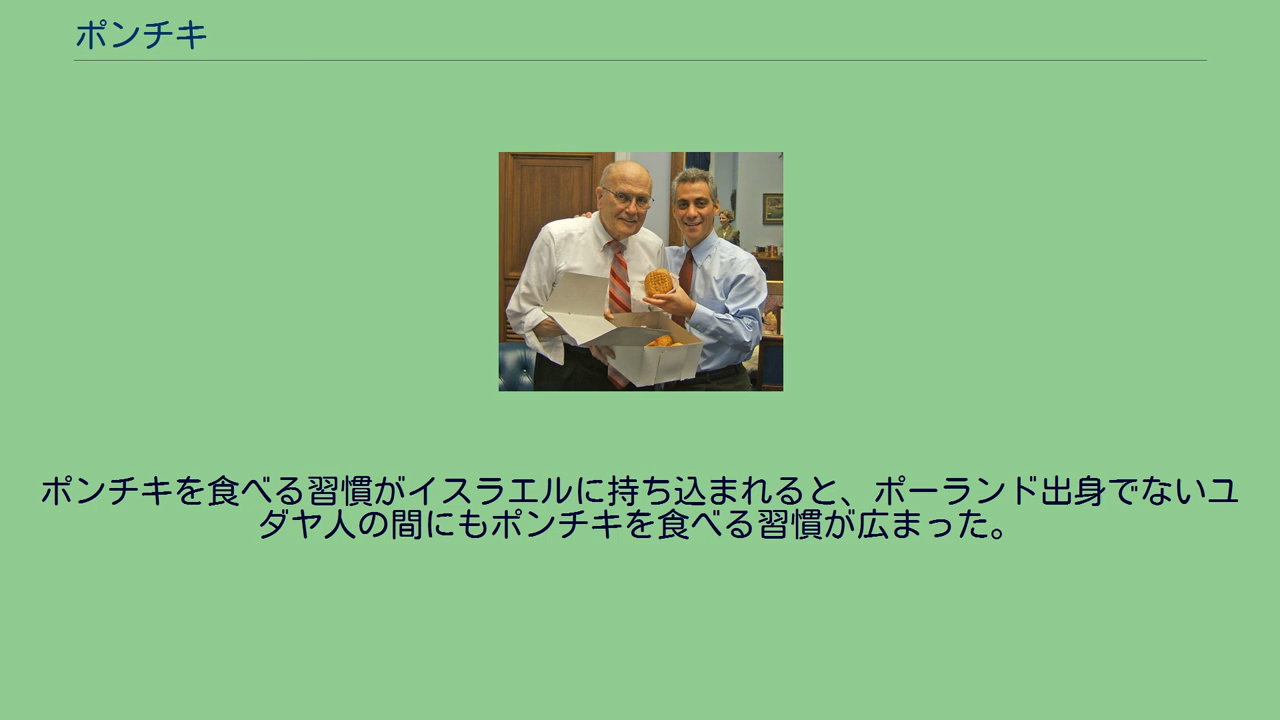 ポンチキ
ポンチキを食べる習慣がイスラエルに持ち込まれると、ポーランド出身でないユ
ダヤ人の間にもポンチキを食べる習慣が広まった。